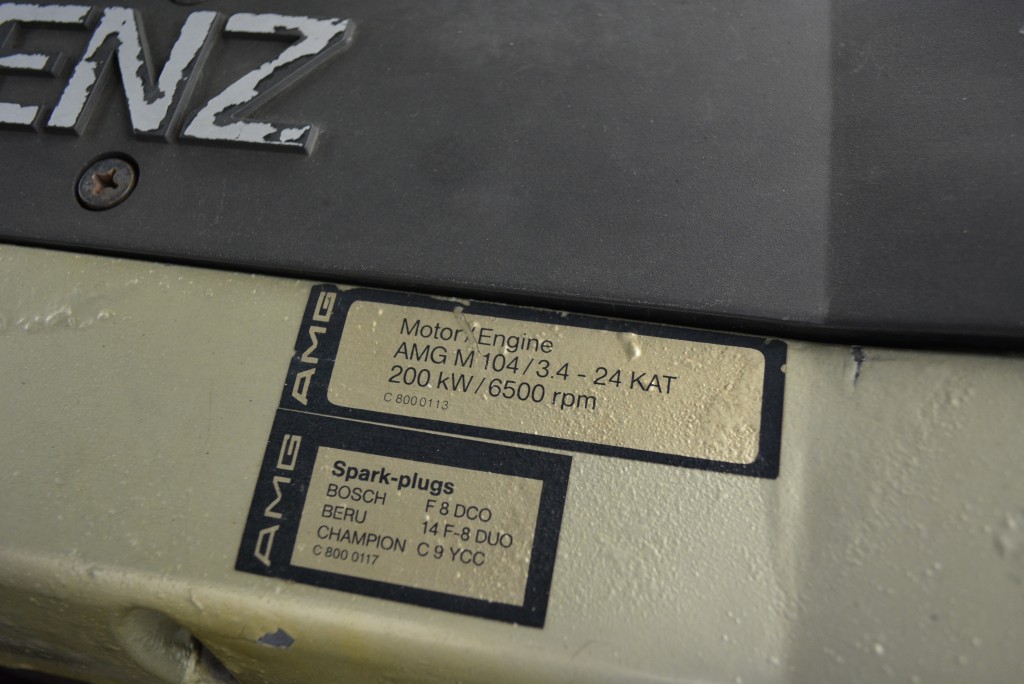 ENZ
AMG
Motor/Engine
AMG M 104/3.4 - 24 KAT
200 kW/6500 rpm
C 800 0113
AMG
Spark-plugs
BOSCH F 8 DCO
BERU 14 F-8 DUO
CHAMPION C 9 YCC
C 800 0117